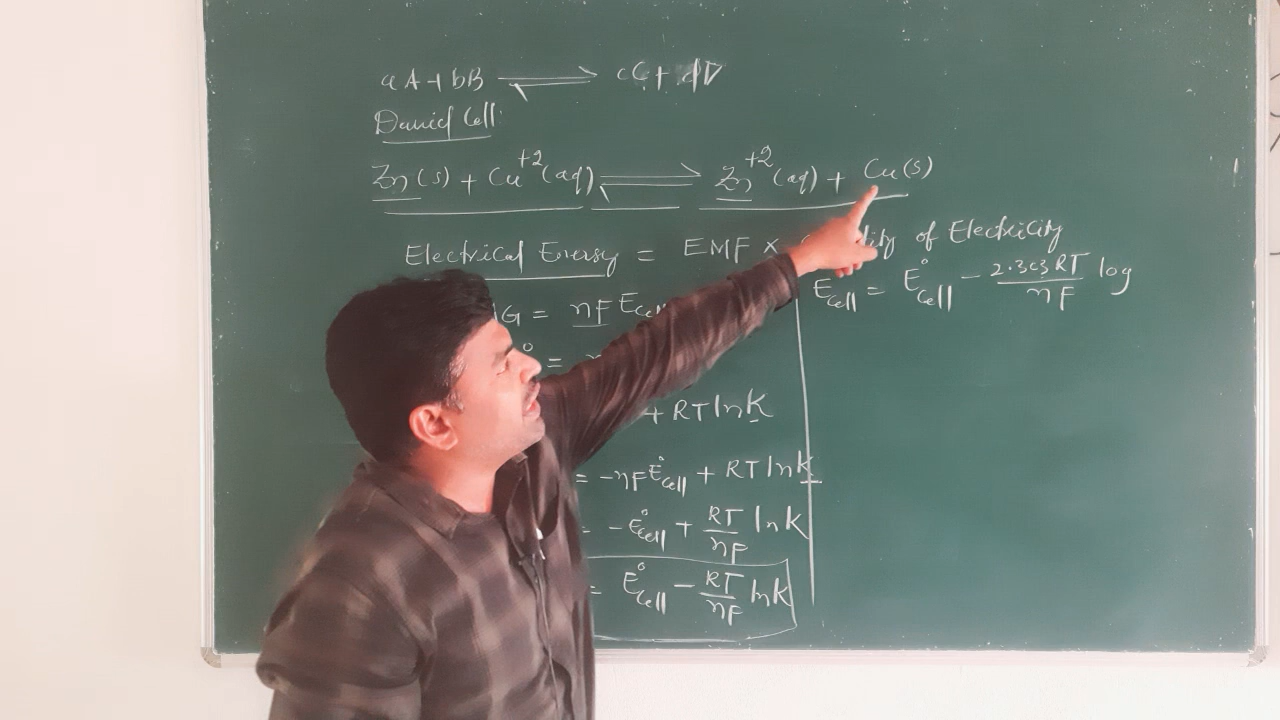 aA + bB ⇌ cC + dD
Daniel Cell:
Zn(s) + Cu⁺²(aq) ⇌ Zn⁺²(aq) + Cu(s)
Electrical Energy = EMF × of Electricity
G = nF E
° =
+ RT ln K
= -nFE°cell + RT ln K
= -E°cell + RT/nF ln K
= E°cell - RT/nF ln K
Ecell = E°cell - 2.303RT/nF log